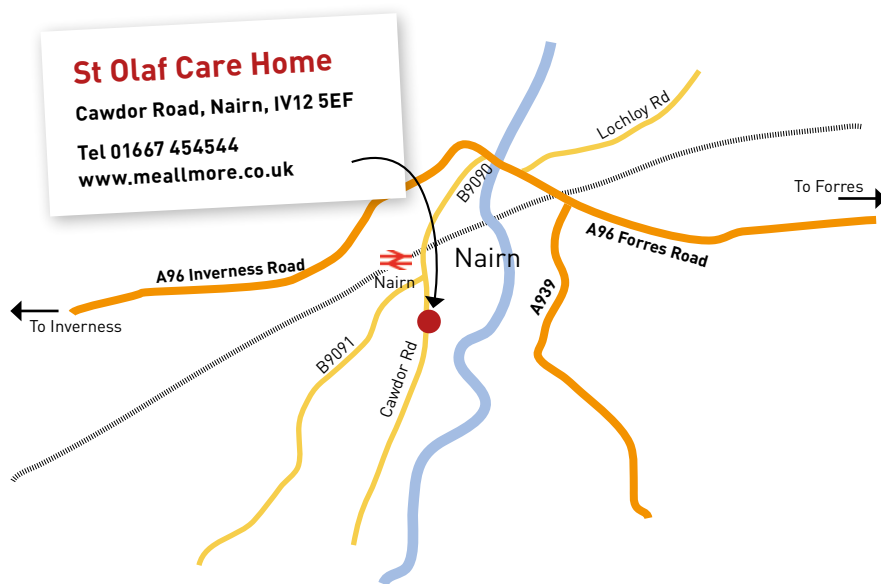 St Olaf Care Home
Cawdor Road, Nairn, IV12 5EF
Tel 01667 454544
www.meallmore.co.uk
Lochloy Rd
B9090
To Forres
A96 Forres Road
Nairn
A96 Inverness Road
Nairn
To Inverness
A939
B9091
Cawdor Rd